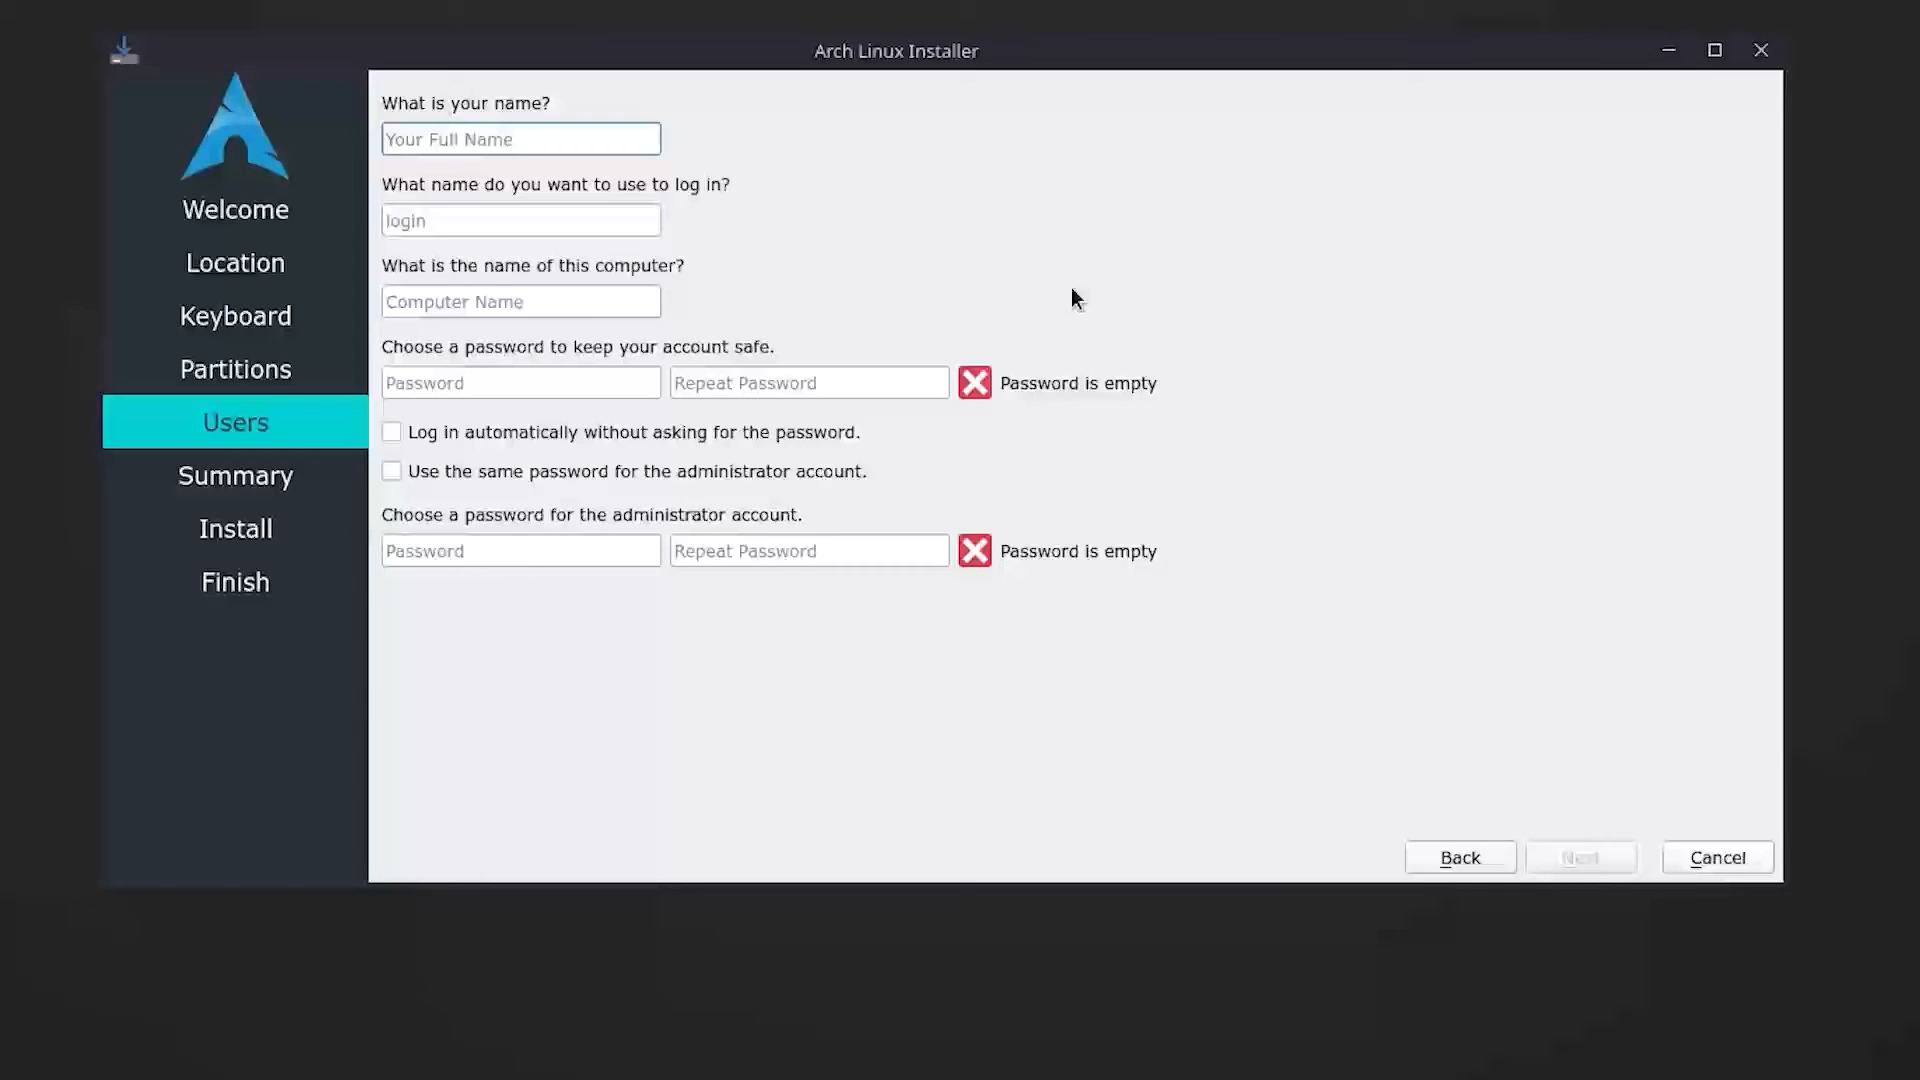 Arch Linux Installer
Welcome
Location
Keyboard
Partitions
Users
Summary
Install
Finish
What is your name?
Your Full Name
What name do you want to use to log in?
login
What is the name of this computer?
Computer Name
Choose a password to keep your account safe.
Password Repeat Password Password is empty
Log in automatically without asking for the password.
Use the same password for the administrator account.
Choose a password for the administrator account.
Password Repeat Password Password is empty
Back Next Cancel